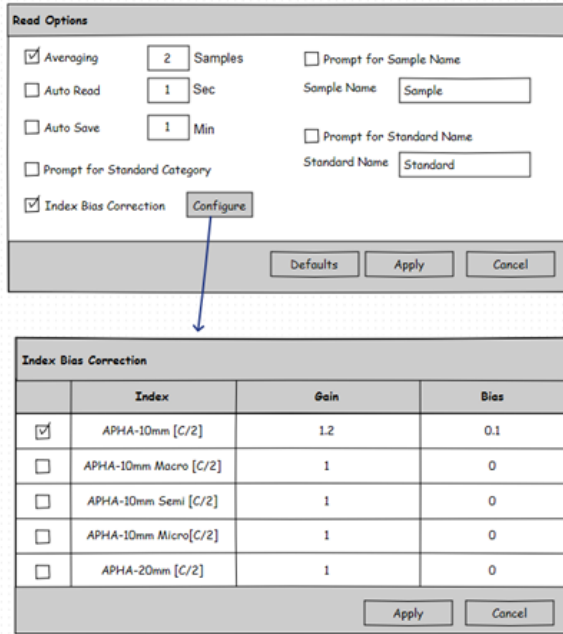 Read Options
Averaging 2 Samples
Prompt for Sample Name
Auto Read 1 Sec
Sample Name Sample
Auto Save 1 Min
Prompt for Standard Name
Prompt for Standard Category
Standard Name Standard
Index Bias Correction Configure
Defaults Apply Cancel
Index Bias Correction
Index Gain Bias
APHA-10mm [C/2] 1.2 0.1
APHA-10mm Macro [C/2] 1 0
APHA-10mm Semi [C/2] 1 0
APHA-10mm Micro[C/2] 1 0
APHA-20mm [C/2] 1 0
Apply Cancel